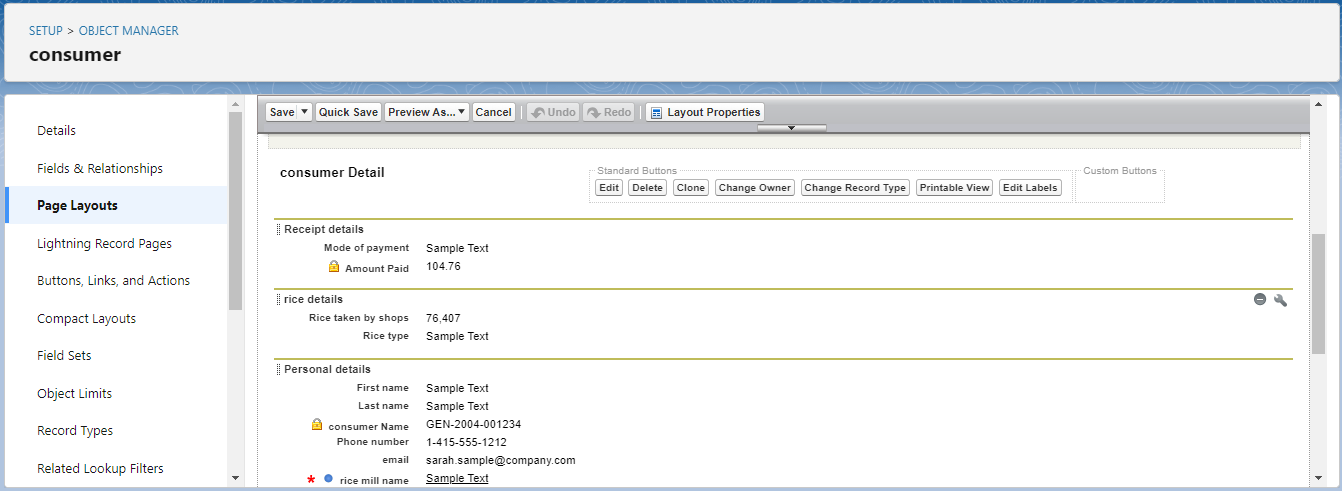 SETUP > OBJECT MANAGER
consumer
Details
Fields & Relationships
Page Layouts
Lightning Record Pages
Buttons, Links, and Actions
Compact Layouts
Field Sets
Object Limits
Record Types
Related Lookup Filters
Save Quick Save Preview As... Cancel Undo Redo Layout Properties
consumer Detail
Standard Buttons
Edit Delete Clone Change Owner Change Record Type Printable View Edit Labels
Custom Buttons
Receipt details
Mode of payment Sample Text
Amount Paid 104.76
rice details
Rice taken by shops 76,407
Rice type Sample Text
Personal details
First name Sample Text
Last name Sample Text
consumer Name GEN-2004-001234
Phone number 1-415-555-1212
email sarah.sample@company.com
* rice mill name Sample Text